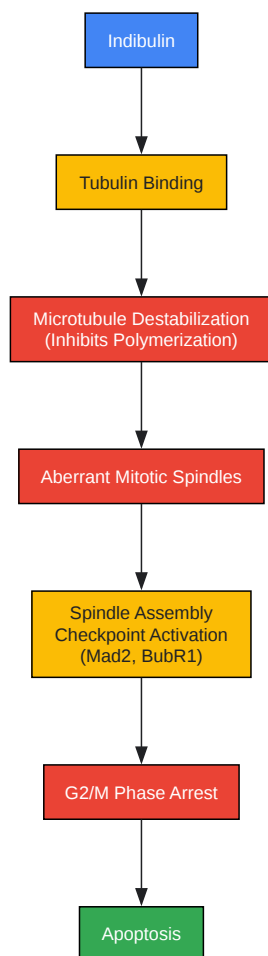 Indibulin
Tubulin Binding
Microtubule Destabilization
(Inhibits Polymerization)
Aberrant Mitotic Spindles
Spindle Assembly
Checkpoint Activation
(Mad2, BubR1)
G2/M Phase Arrest
Apoptosis